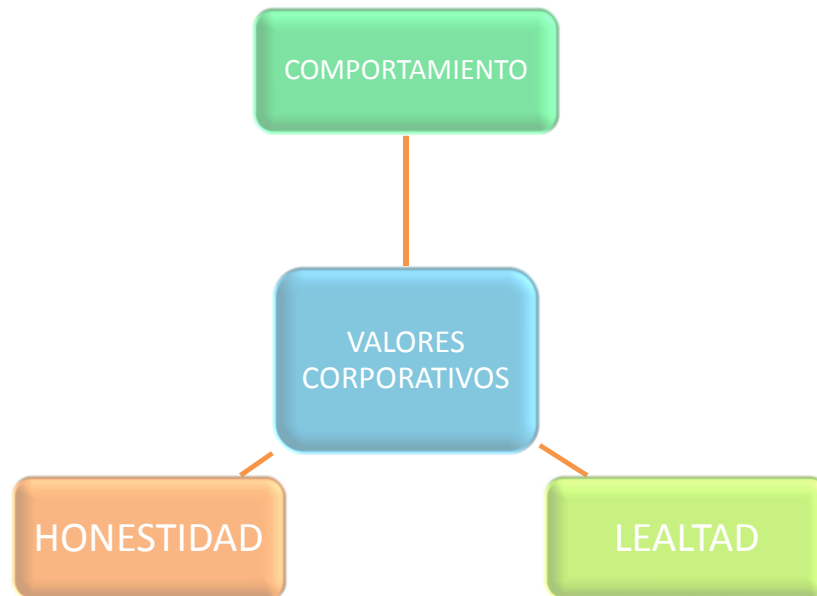 COMPORTAMIENTO
VALORES
CORPORATIVOS
HONESTIDAD
LEALTAD